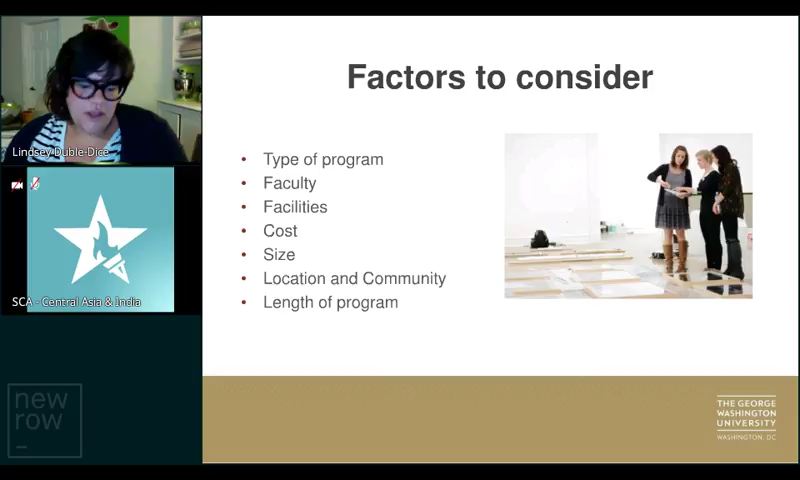 Lindsey Duble-Dice
SCA - Central Asia & India
new
row
Factors to consider
• Type of program
• Faculty
• Facilities
• Cost
• Size
• Location and Community
• Length of program
THE GEORGE
WASHINGTON
UNIVERSITY
WASHINGTON, DC